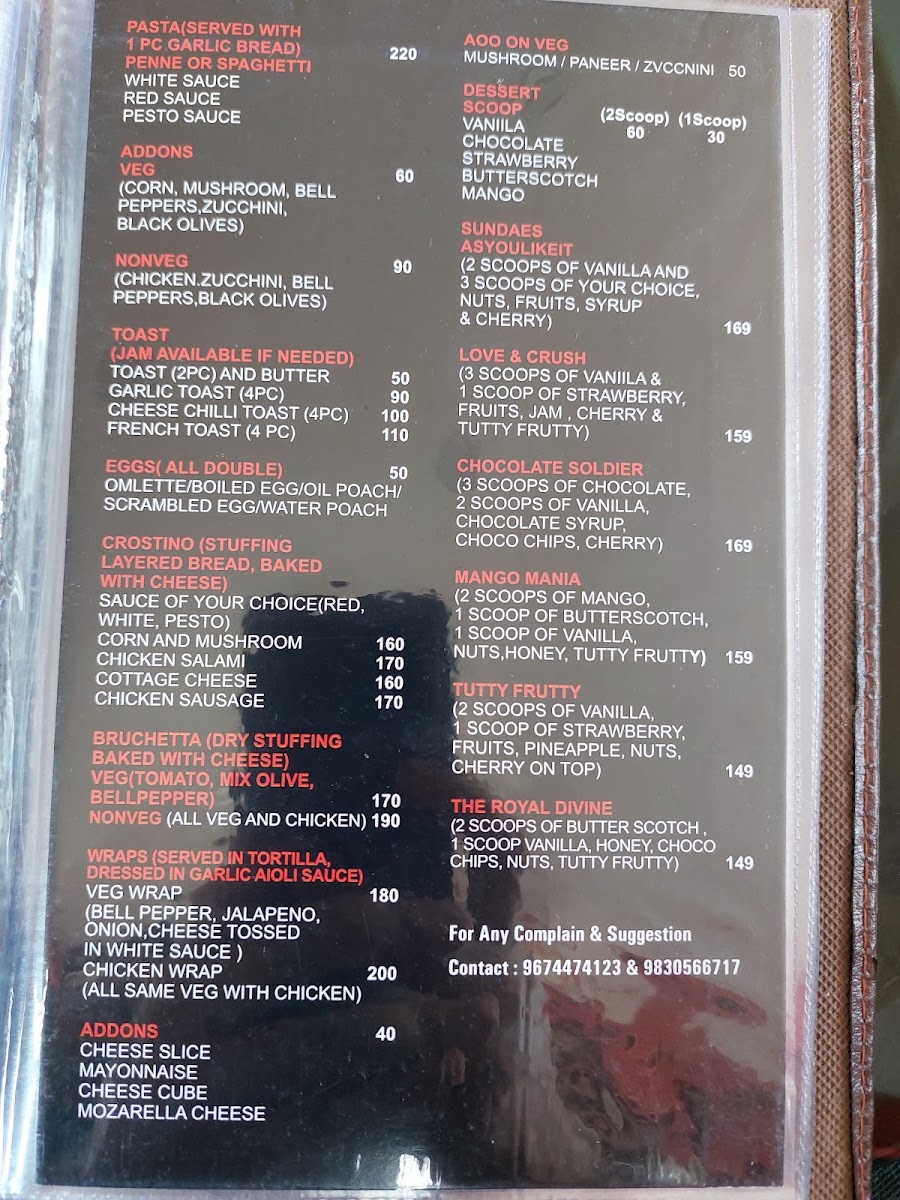 PASTA(SERVED WITH
1 PC GARLIC BREAD) 220
PENNE OR SPAGHETTI
WHITE SAUCE
RED SAUCE
PESTO SAUCE
ADDONS
VEG 60
(CORN, MUSHROOM, BELL
PEPPERS,ZUCCHINI,
BLACK OLIVES)
NONVEG 90
(CHICKEN.ZUCCHINI, BELL
PEPPERS,BLACK OLIVES)
TOAST
(JAM AVAILABLE IF NEEDED)
TOAST (2PC) AND BUTTER 50
GARLIC TOAST (4PC) 90
CHEESE CHILLI TOAST (4PC) 100
FRENCH TOAST (4 PC) 110
EGGS( ALL DOUBLE) 50
OMLETTE/BOILED EGG/OIL POACH/
SCRAMBLED EGG/WATER POACH
CROSTINO (STUFFING
LAYERED BREAD, BAKED
WITH CHEESE)
SAUCE OF YOUR CHOICE(RED,
WHITE, PESTO)
CORN AND MUSHROOM 160
CHICKEN SALAMI 170
COTTAGE CHEESE 160
CHICKEN SAUSAGE 170
BRUCHETTA (DRY STUFFING
BAKED WITH CHEESE)
VEG(TOMATO, MIX OLIVE,
BELLPEPPER) 170
NONVEG (ALL VEG AND CHICKEN) 190
WRAPS (SERVED IN TORTILLA,
DRESSED IN GARLIC AIOLI SAUCE)
VEG WRAP 180
(BELL PEPPER, JALAPENO,
ONION,CHEESE TOSSED
IN WHITE SAUCE )
CHICKEN WRAP 200
(ALL SAME VEG WITH CHICKEN)
ADDONS 40
CHEESE SLICE
MAYONNAISE
CHEESE CUBE
MOZARELLA CHEESE
AOO ON VEG
MUSHROOM / PANEER / ZVCCNINI 50
DESSERT
SCOOP (2Scoop) (1Scoop)
VANIILA 60 30
CHOCOLATE
STRAWBERRY
BUTTERSCOTCH
MANGO
SUNDAES
ASYOULIKEIT
(2 SCOOPS OF VANILLA AND
3 SCOOPS OF YOUR CHOICE,
NUTS, FRUITS, SYRUP
& CHERRY) 169
LOVE & CRUSH
(3 SCOOPS OF VANIILA &
1 SCOOP OF STRAWBERRY,
FRUITS, JAM , CHERRY &
TUTTY FRUTTY) 159
CHOCOLATE SOLDIER
(3 SCOOPS OF CHOCOLATE,
2 SCOOPS OF VANILLA,
CHOCOLATE SYRUP,
CHOCO CHIPS, CHERRY) 169
MANGO MANIA
(2 SCOOPS OF MANGO,
1 SCOOP OF BUTTERSCOTCH,
1 SCOOP OF VANILLA,
NUTS,HONEY, TUTTY FRUTTY) 159
TUTTY FRUTTY
(2 SCOOPS OF VANILLA,
1 SCOOP OF STRAWBERRY,
FRUITS, PINEAPPLE, NUTS,
CHERRY ON TOP) 149
THE ROYAL DIVINE
(2 SCOOPS OF BUTTER SCOTCH ,
1 SCOOP VANILLA, HONEY, CHOCO
CHIPS, NUTS, TUTTY FRUTTY) 149
For Any Complain & Suggestion
Contact : 9674474123 & 9830566717